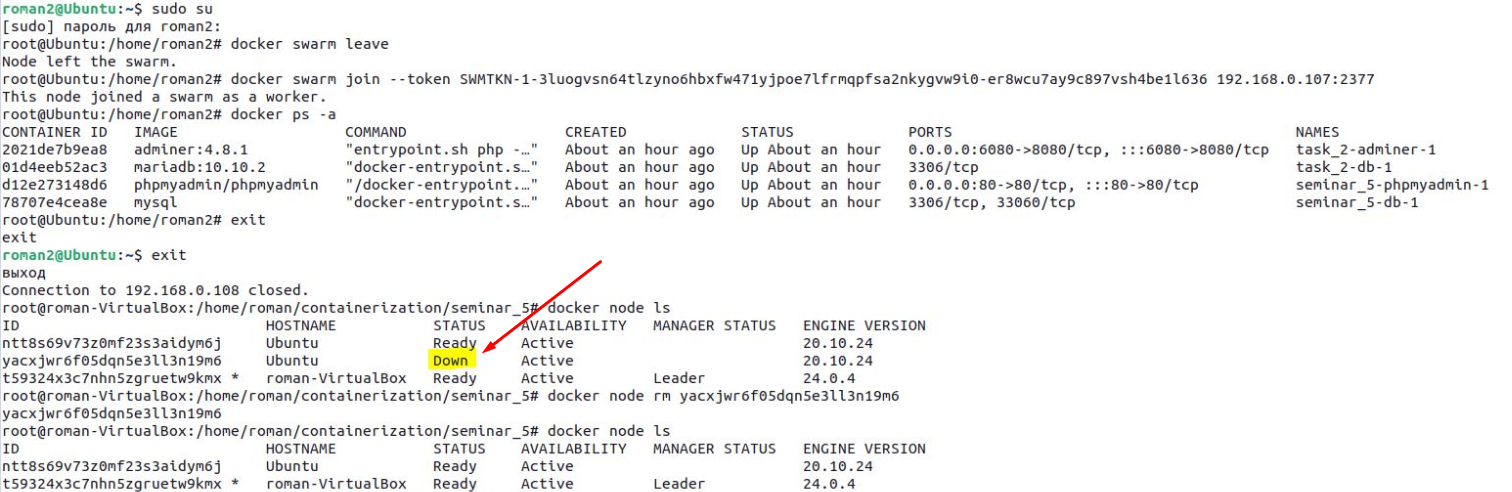 roman2@Ubuntu:~$ sudo su
[sudo] пароль для roman2:
root@Ubuntu:/home/roman2# docker swarm leave
Node left the swarm.
root@Ubuntu:/home/roman2# docker swarm join --token SWMTKN-1-3luogvsn64tlzyno6hbxfw471yjpoe7lfrmqpfsa2nkygvw9i0-er8wcu7ay9c897vsh4be1l636 192.168.0.107:2377
This node joined a swarm as a worker.
root@Ubuntu:/home/roman2# docker ps -a
CONTAINER ID   IMAGE                   COMMAND                  CREATED             STATUS             PORTS                                       NAMES
2021de7b9ea8   adminer:4.8.1           "entrypoint.sh php -…"   About an hour ago   Up About an hour   0.0.0.0:6080->8080/tcp, :::6080->8080/tcp   task_2-adminer-1
01d4eeb52ac3   mariadb:10.10.2         "docker-entrypoint.s…"   About an hour ago   Up About an hour   3306/tcp                                    task_2-db-1
d12e273148d6   phpmyadmin/phpmyadmin   "/docker-entrypoint.…"   About an hour ago   Up About an hour   0.0.0.0:80->80/tcp, :::80->80/tcp           seminar_5-phpmyadmin-1
78707e4cea8e   mysql                   "docker-entrypoint.s…"   About an hour ago   Up About an hour   3306/tcp, 33060/tcp                         seminar_5-db-1
root@Ubuntu:/home/roman2# exit
exit
roman2@Ubuntu:~$ exit
выход
Connection to 192.168.0.108 closed.
root@roman-VirtualBox:/home/roman/containerization/seminar_5# docker node ls
ID                            HOSTNAME           STATUS    AVAILABILITY   MANAGER STATUS   ENGINE VERSION
ntt8s69v73z0mf23s3aidym6j     Ubuntu             Ready     Active                          20.10.24
yacxjwr6f05dqn5e3ll3n19m6     Ubuntu             Down      Active                          20.10.24
t59324x3c7nhn5zgruetw9kmx *   roman-VirtualBox   Ready     Active         Leader           24.0.4
root@roman-VirtualBox:/home/roman/containerization/seminar_5# docker node rm yacxjwr6f05dqn5e3ll3n19m6
yacxjwr6f05dqn5e3ll3n19m6
root@roman-VirtualBox:/home/roman/containerization/seminar_5# docker node ls
ID                            HOSTNAME           STATUS    AVAILABILITY   MANAGER STATUS   ENGINE VERSION
ntt8s69v73z0mf23s3aidym6j     Ubuntu             Ready     Active                          20.10.24
t59324x3c7nhn5zgruetw9kmx *   roman-VirtualBox   Ready     Active         Leader           24.0.4